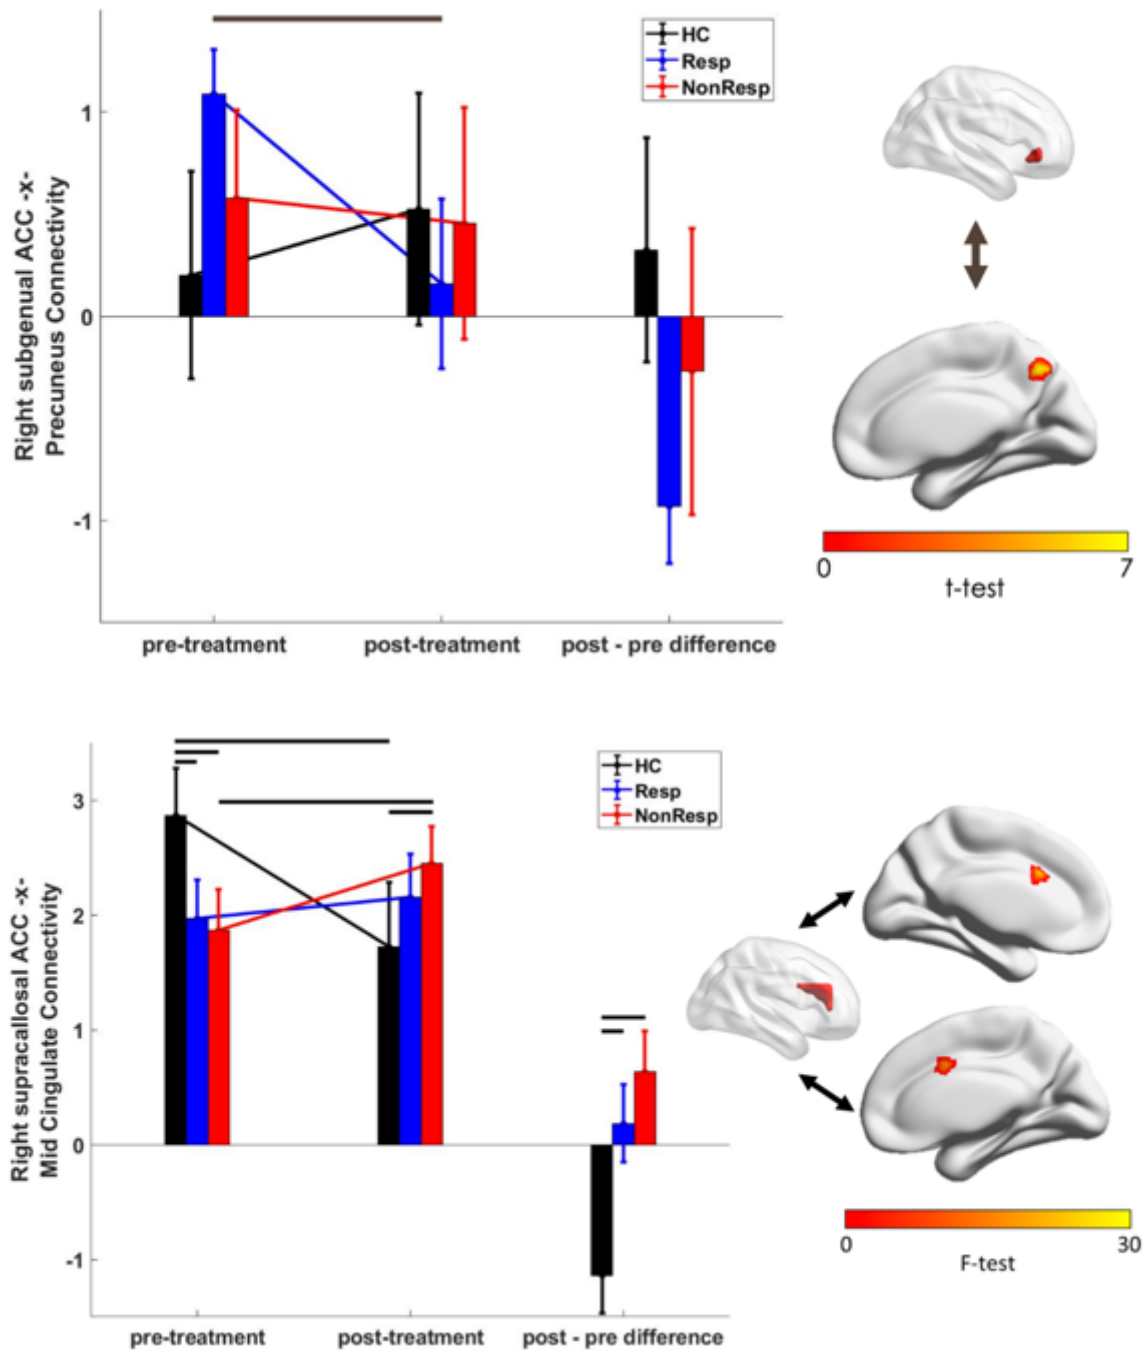 Right subgenual ACC -x-
Precuneus Connectivity
1
0
-1
HC
Resp
NonResp
pre-treatment
post-treatment
post - pre difference
0
7
t-test
Right supracallosal ACC -x-
Mid Cingulate Connectivity
3
2
1
0
-1
HC
Resp
NonResp
pre-treatment
post-treatment
post - pre difference
0
30
F-test